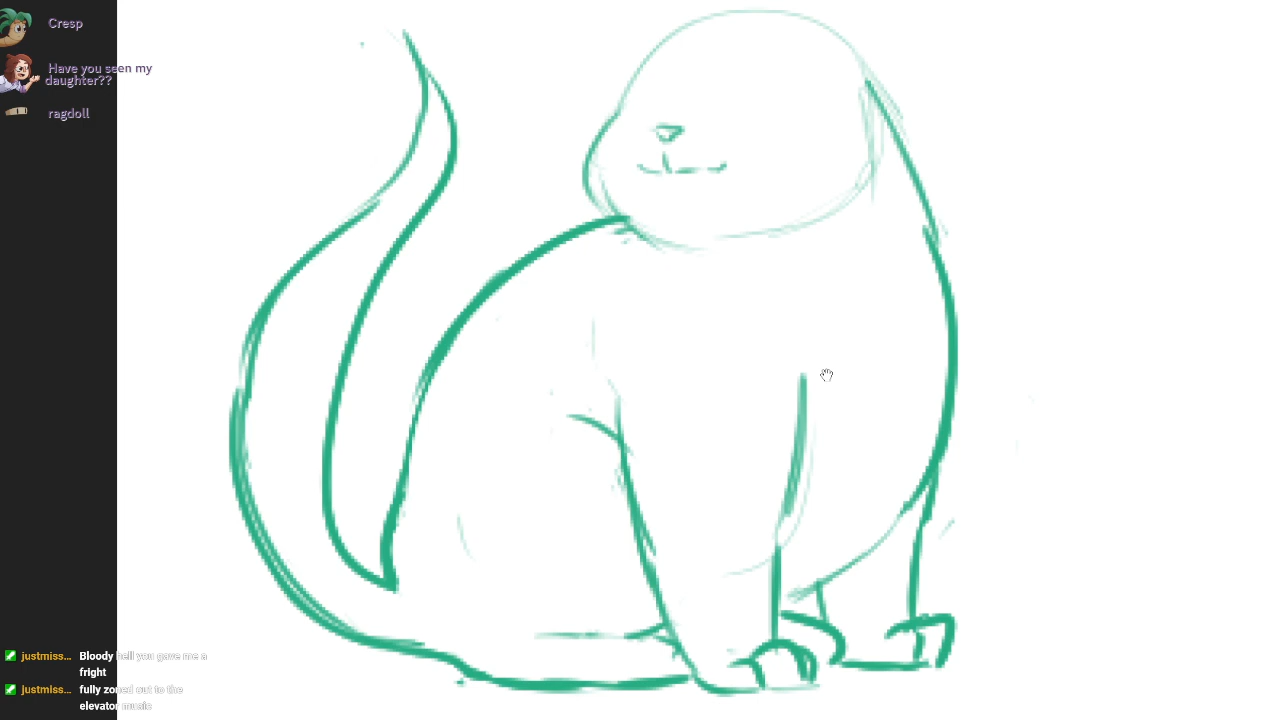 Cresp
Have you seen my
daughter??
ragdoll
justmiss... Bloody hell you gave me a
fright
justmiss... fully zoned out to the
elevator music